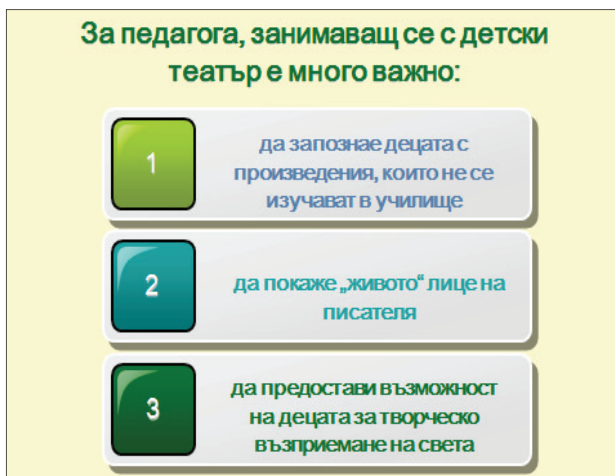 За педагога, занимаващ се с детски
театър е много важно:
1
да запознае децата с
произведения, които не се
изучават в училище
2
да покаже „живото“ лице на
писателя
3
да предостави възможност
на децата за творческо
възприемане на света